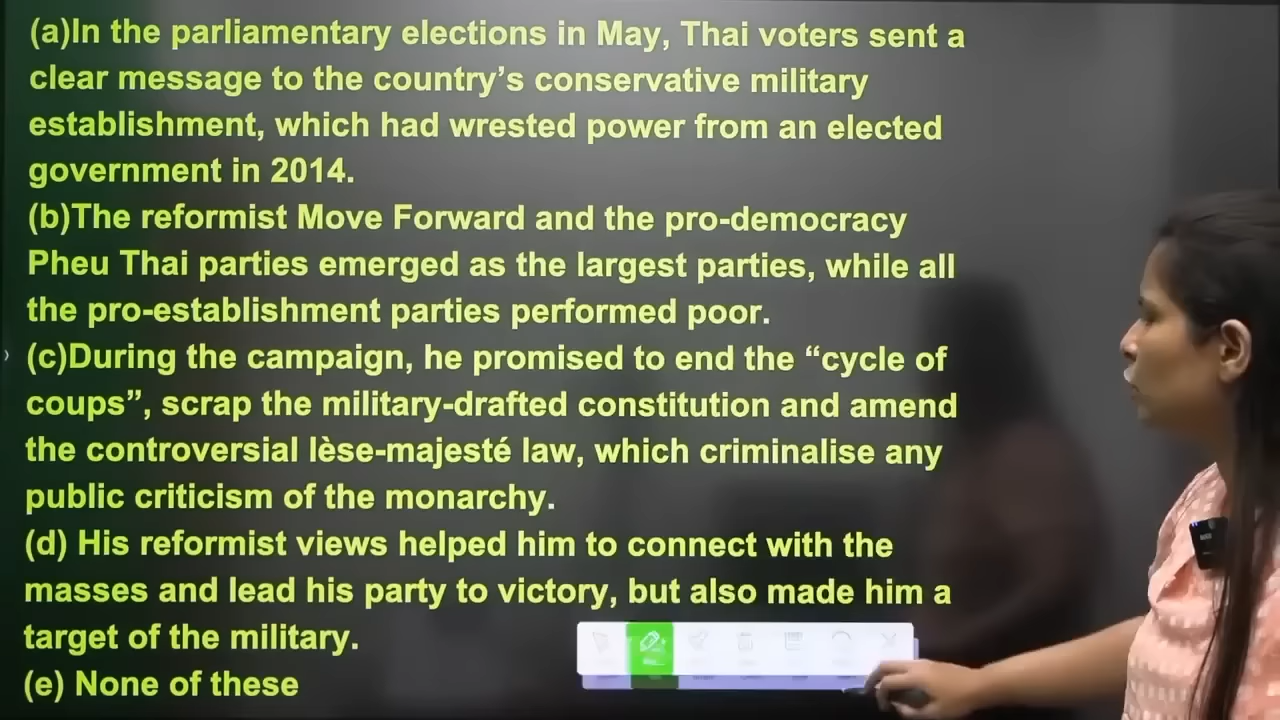 (a)In the parliamentary elections in May, Thai voters sent a
clear message to the country’s conservative military
establishment, which had wrested power from an elected
government in 2014.
(b)The reformist Move Forward and the pro-democracy
Pheu Thai parties emerged as the largest parties, while all
the pro-establishment parties performed poor.
(c)During the campaign, he promised to end the “cycle of
coups”, scrap the military-drafted constitution and amend
the controversial lèse-majesté law, which criminalise any
public criticism of the monarchy.
(d) His reformist views helped him to connect with the
masses and lead his party to victory, but also made him a
target of the military.
(e) None of these